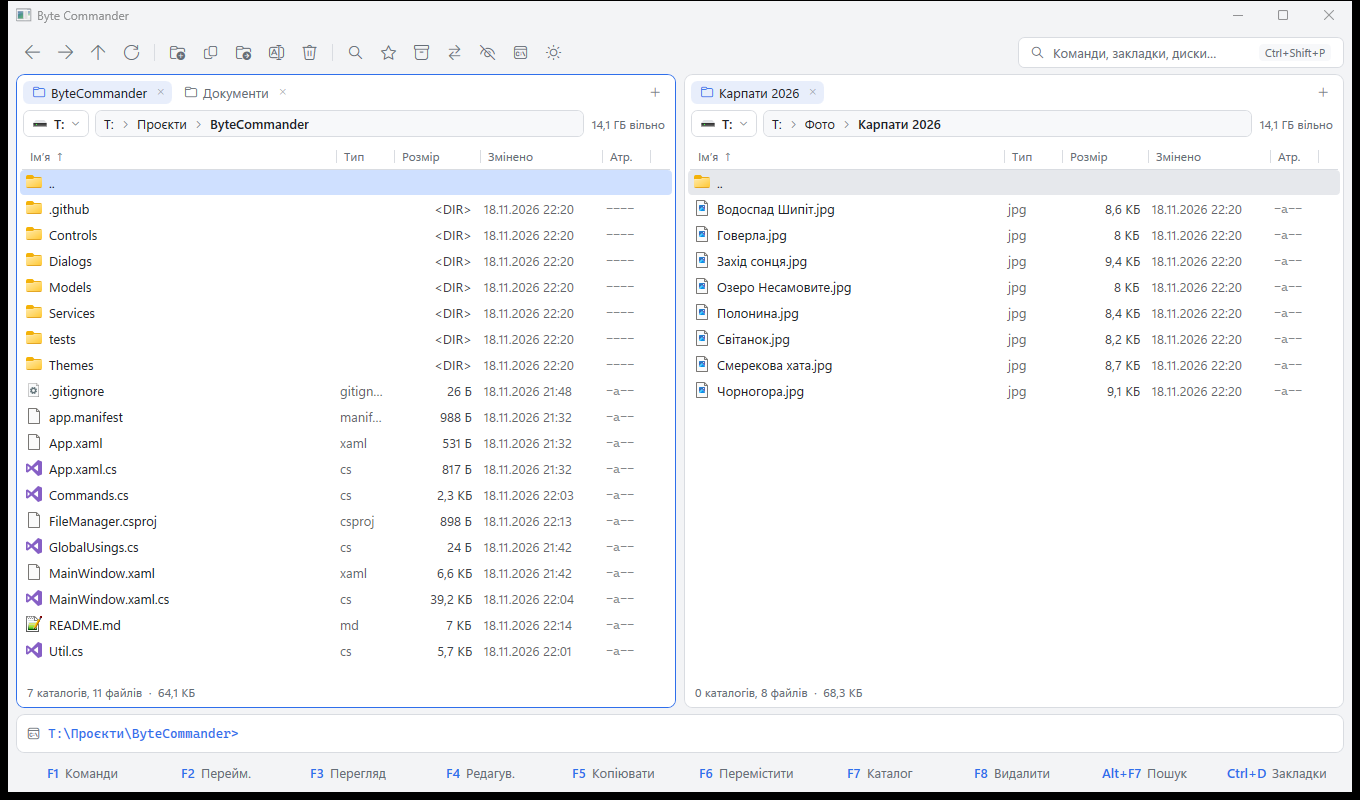 Byte Commander
Команди, закладки, диски... Ctrl+Shift+P
ByteCommander × Документи × +
T: T: > Проєкти > ByteCommander 14,1 ГБ вільно
Ім'я ↑ Тип Розмір Змінено Атр.
..
.github <DIR> 18.11.2026 22:20 ----
Controls <DIR> 18.11.2026 22:20 ----
Dialogs <DIR> 18.11.2026 22:20 ----
Models <DIR> 18.11.2026 22:20 ----
Services <DIR> 18.11.2026 22:20 ----
tests <DIR> 18.11.2026 22:20 ----
Themes <DIR> 18.11.2026 22:20 ----
.gitignore gitign... 26 Б 18.11.2026 21:48 -a--
app.manifest manif... 988 Б 18.11.2026 21:32 -a--
App.xaml xaml 531 Б 18.11.2026 21:32 -a--
App.xaml.cs cs 817 Б 18.11.2026 21:32 -a--
Commands.cs cs 2,3 КБ 18.11.2026 22:03 -a--
FileManager.csproj csproj 898 Б 18.11.2026 22:13 -a--
GlobalUsings.cs cs 24 Б 18.11.2026 21:42 -a--
MainWindow.xaml xaml 6,6 КБ 18.11.2026 21:42 -a--
MainWindow.xaml.cs cs 39,2 КБ 18.11.2026 22:04 -a--
README.md md 7 КБ 18.11.2026 22:14 -a--
Util.cs cs 5,7 КБ 18.11.2026 22:01 -a--
7 каталогів, 11 файлів · 64,1 КБ
Карпати 2026 × +
T: T: > Фото > Карпати 2026 14,1 ГБ вільно
Ім'я ↑ Тип Розмір Змінено Атр.
..
Водоспад Шипіт.jpg jpg 8,6 КБ 18.11.2026 22:20 -a--
Говерла.jpg jpg 8 КБ 18.11.2026 22:20 -a--
Захід сонця.jpg jpg 9,4 КБ 18.11.2026 22:20 -a--
Озеро Несамовите.jpg jpg 8 КБ 18.11.2026 22:20 -a--
Полонина.jpg jpg 8,4 КБ 18.11.2026 22:20 -a--
Світанок.jpg jpg 8,2 КБ 18.11.2026 22:20 -a--
Смерекова хата.jpg jpg 8,7 КБ 18.11.2026 22:20 -a--
Чорногора.jpg jpg 9,1 КБ 18.11.2026 22:20 -a--
0 каталогів, 8 файлів · 68,3 КБ
T:\Проєкти\ByteCommander>
F1 Команди F2 Перейм. F3 Перегляд F4 Редагув. F5 Копіювати F6 Перемістити F7 Каталог F8 Видалити Alt+F7 Пошук Ctrl+D Закладки